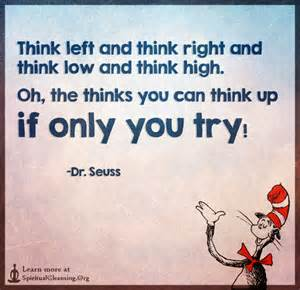 Think left and think right and
think low and think high.
Oh, the thinks you can think up
if only you try!
-Dr. Seuss
Learn more at
SpiritualCleansing.Org